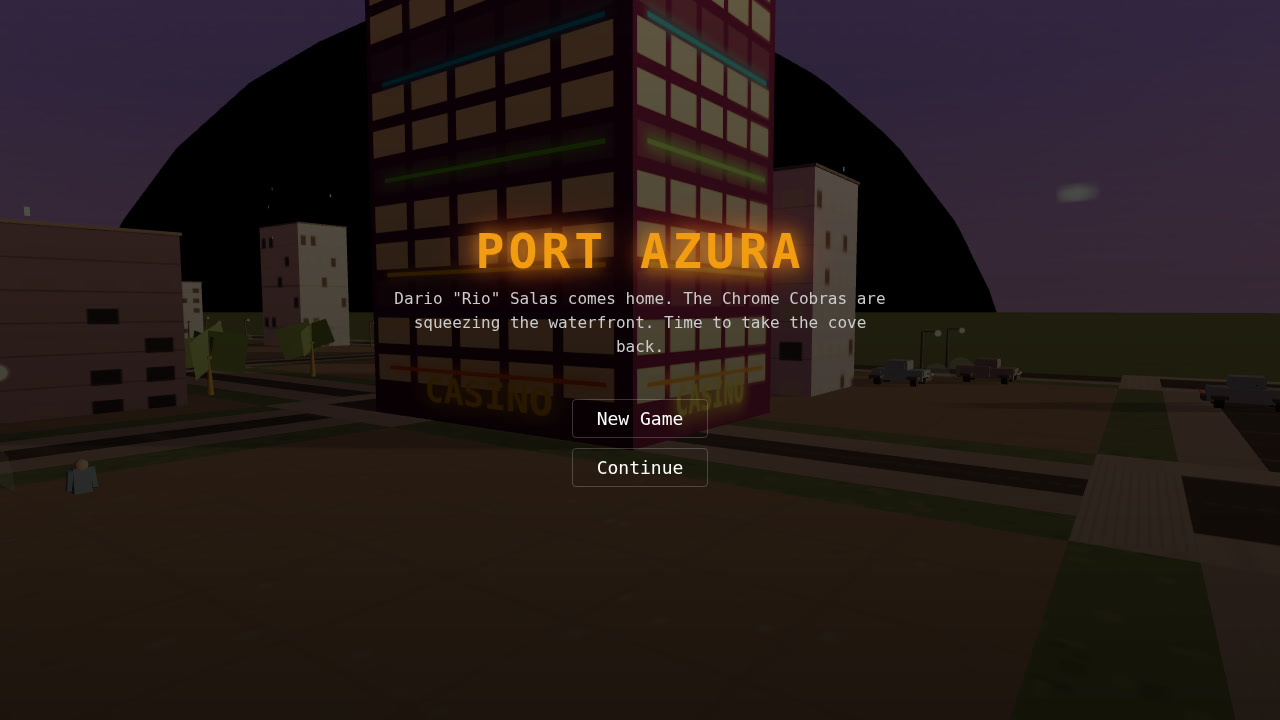 PORT AZURA
Dario "Rio" Salas comes home. The Chrome Cobras are
squeezing the waterfront. Time to take the cove
back.
CASINO
CASINO
New Game
Continue